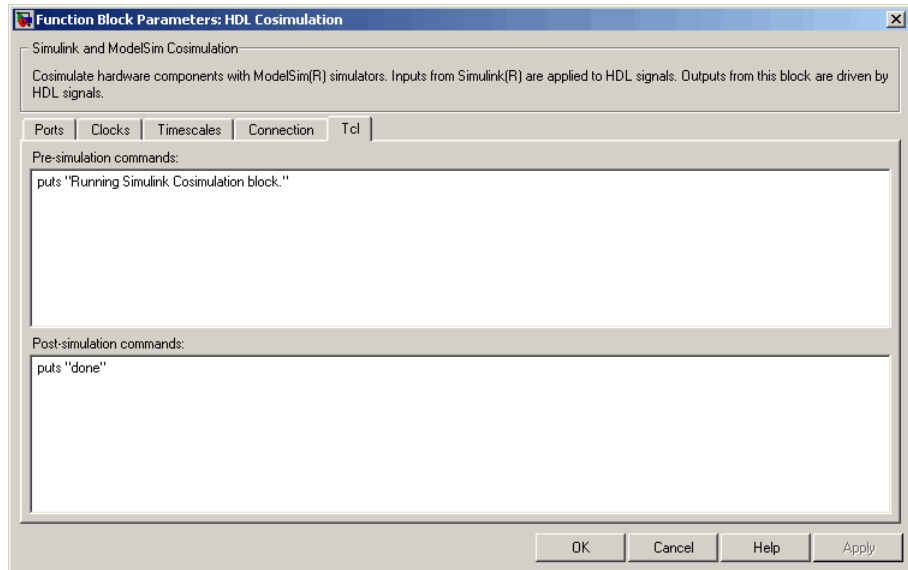 Function Block Parameters: HDL Cosimulation
Simulink and ModelSim Cosimulation
Cosimulate hardware components with ModelSim(R) simulators. Inputs from Simulink(R) are applied to HDL signals. Outputs from this block are driven by
HDL signals.
Ports Clocks Timescales Connection Tcl
Pre-simulation commands:
puts "Running Simulink Cosimulation block."
Post-simulation commands:
puts "done"
OK Cancel Help Apply